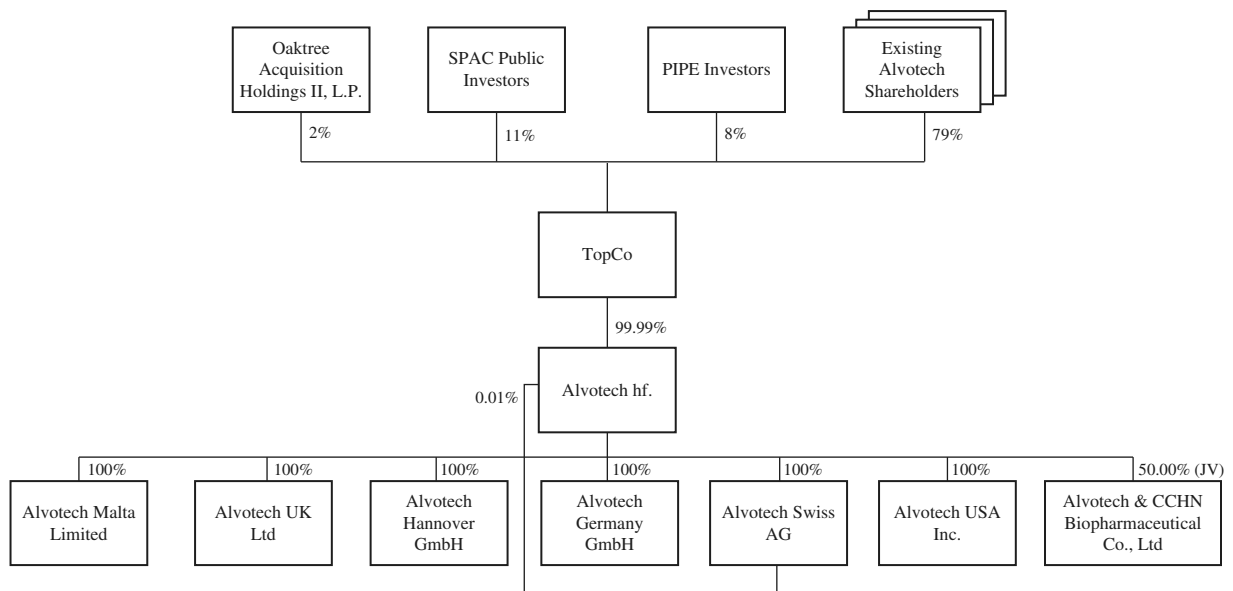 Oaktree
Acquisition
Holdings II, L.P.
SPAC Public
Investors
PIPE Investors
Existing
Alvotech
Shareholders
2%
11%
8%
79%
TopCo
99.99%
Alvotech hf.
0.01%
100%
100%
100%
100%
100%
100%
50.00% (JV)
Alvotech Malta
Limited
Alvotech UK
Ltd
Alvotech
Hannover
GmbH
Alvotech
Germany
GmbH
Alvotech Swiss
AG
Alvotech USA
Inc.
Alvotech & CCHN
Biopharmaceutical
Co., Ltd